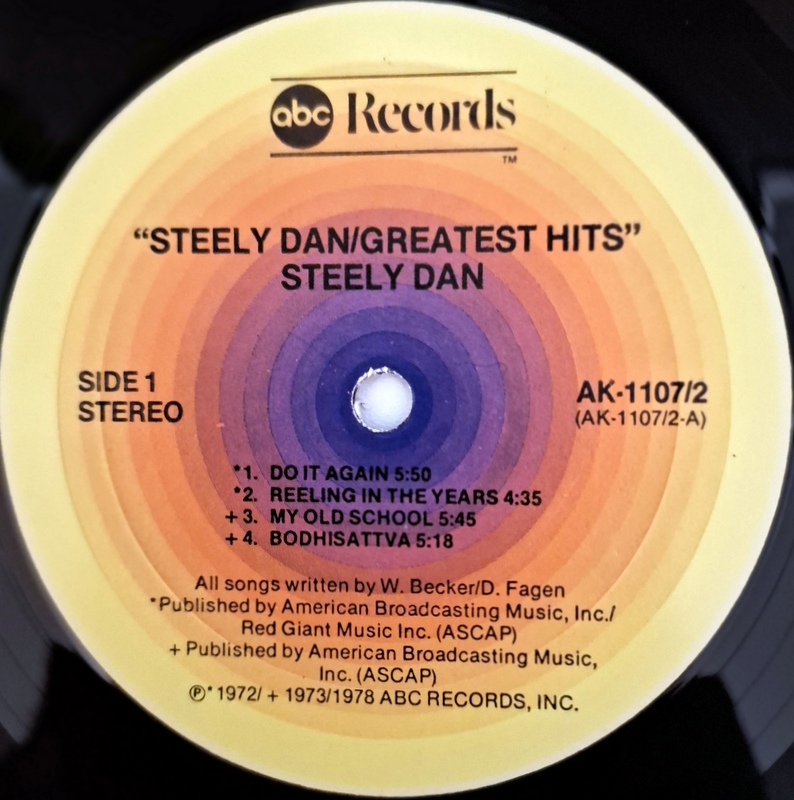 abc Records
™
“STEELY DAN/GREATEST HITS”
STEELY DAN
SIDE 1
STEREO
AK-1107/2
(AK-1107/2-A)
*1. DO IT AGAIN 5:50
*2. REELING IN THE YEARS 4:35
+3. MY OLD SCHOOL 5:45
+4. BODHISATTVA 5:18
All songs written by W. Becker/D. Fagen
*Published by American Broadcasting Music, Inc./
Red Giant Music Inc. (ASCAP)
+ Published by American Broadcasting Music,
Inc. (ASCAP)
℗*1972/ + 1973/1978 ABC RECORDS, INC.